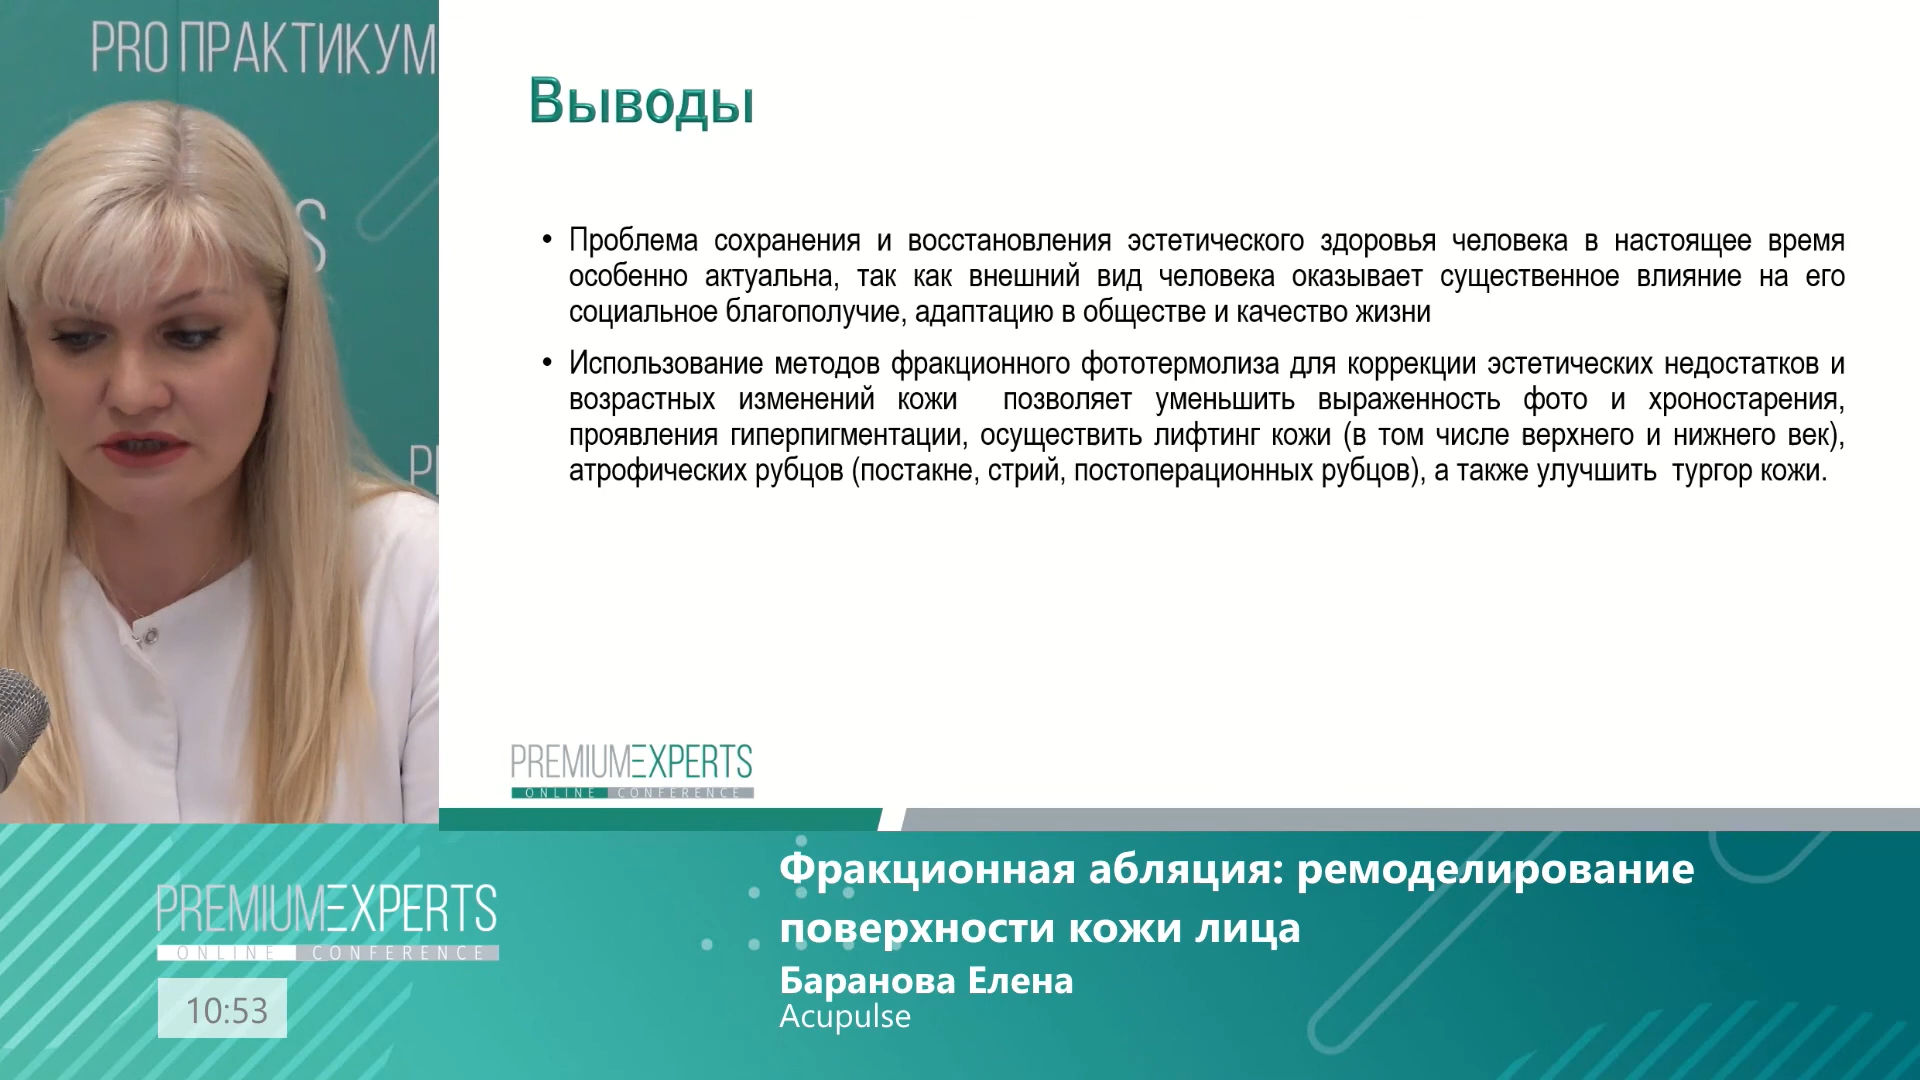 PRO ПРАКТИКУМ
S
Выводы
• Проблема сохранения и восстановления эстетического здоровья человека в настоящее время
особенно актуальна, так как внешний вид человека оказывает существенное влияние на его
социальное благополучие, адаптацию в обществе и качество жизни
• Использование методов фракционного фототермолиза для коррекции эстетических недостатков и
возрастных изменений кожи позволяет уменьшить выраженность фото и хроностарения,
проявления гиперпигментации, осуществить лифтинг кожи (в том числе верхнего и нижнего век),
атрофических рубцов (постакне, стрий, постоперационных рубцов), а также улучшить тургор кожи.
PREMIUMEXPERTS
ONLINE CONFERENCE
Фракционная абляция: ремоделирование
поверхности кожи лица
Баранова Елена
Acupulse
PREMIUMEXPERTS
ONLINE CONFERENCE
10:53